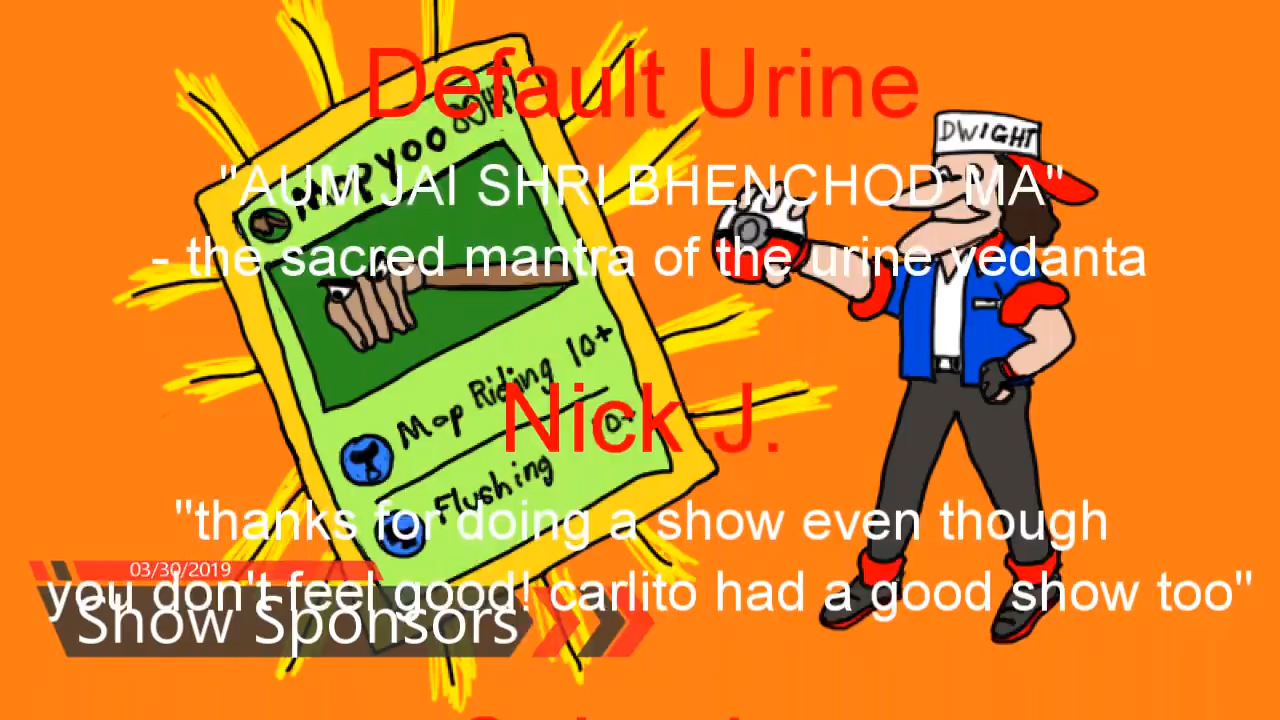 Default Urine
"AUM JAI SHRI BHENCHOD MA"
- the sacred mantra of the urine vedanta
DWIGHT
Map Riding 10+
Nick J.
Flushing
"thanks for doing a show even though
you don't feel good! carlito had a good show too"
03/30/2019
Show Sponsors